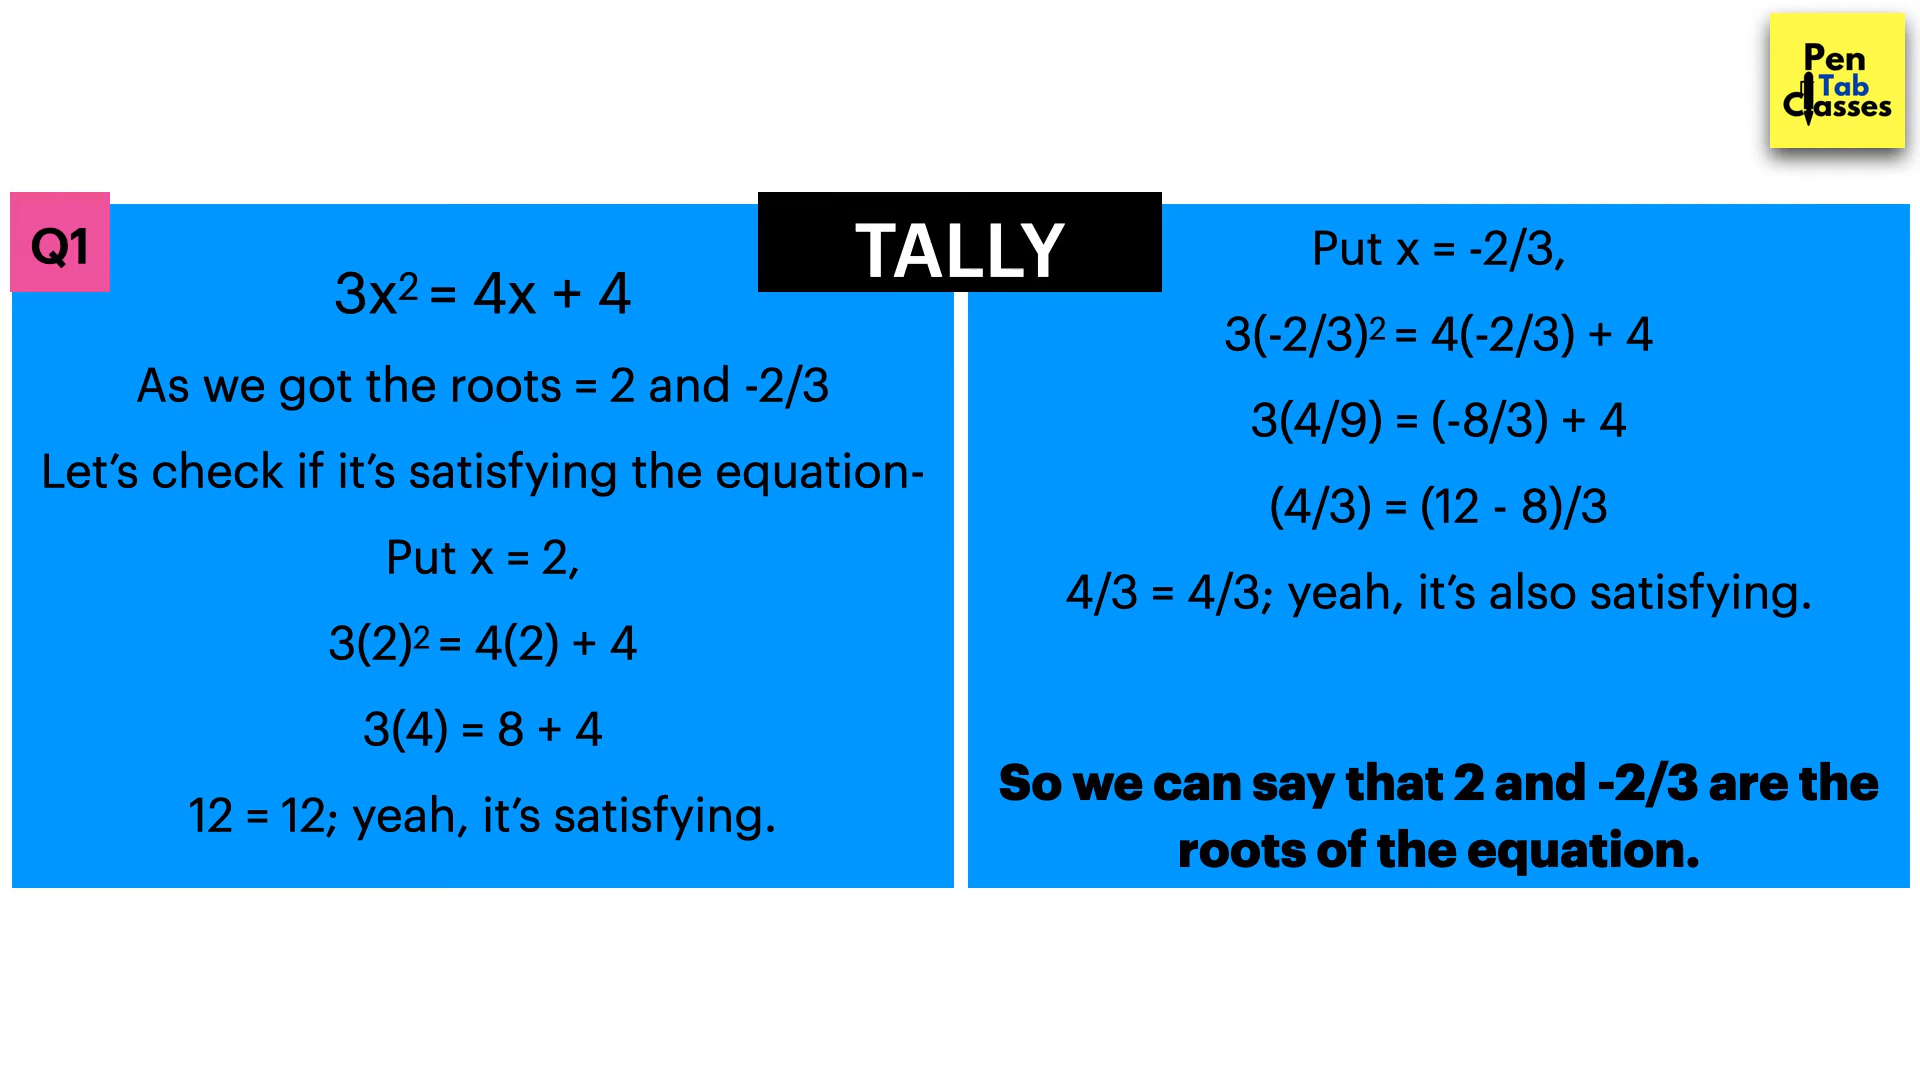 Pen
Tab
Classes
Q1
TALLY
3x² = 4x + 4
As we got the roots = 2 and -2/3
Let’s check if it’s satisfying the equation-
Put x = 2,
3(2)² = 4(2) + 4
3(4) = 8 + 4
12 = 12; yeah, it’s satisfying.
Put x = -2/3,
3(-2/3)² = 4(-2/3) + 4
3(4/9) = (-8/3) + 4
(4/3) = (12 - 8)/3
4/3 = 4/3; yeah, it’s also satisfying.
So we can say that 2 and -2/3 are the
roots of the equation.